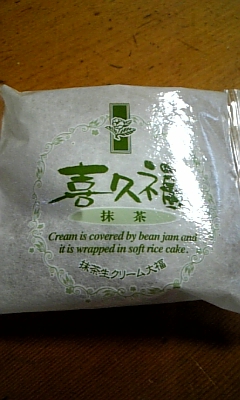 喜久福
抹茶
Cream is covered by bean jam and
it is wrapped in soft rice cake.
抹茶生クリーム大福